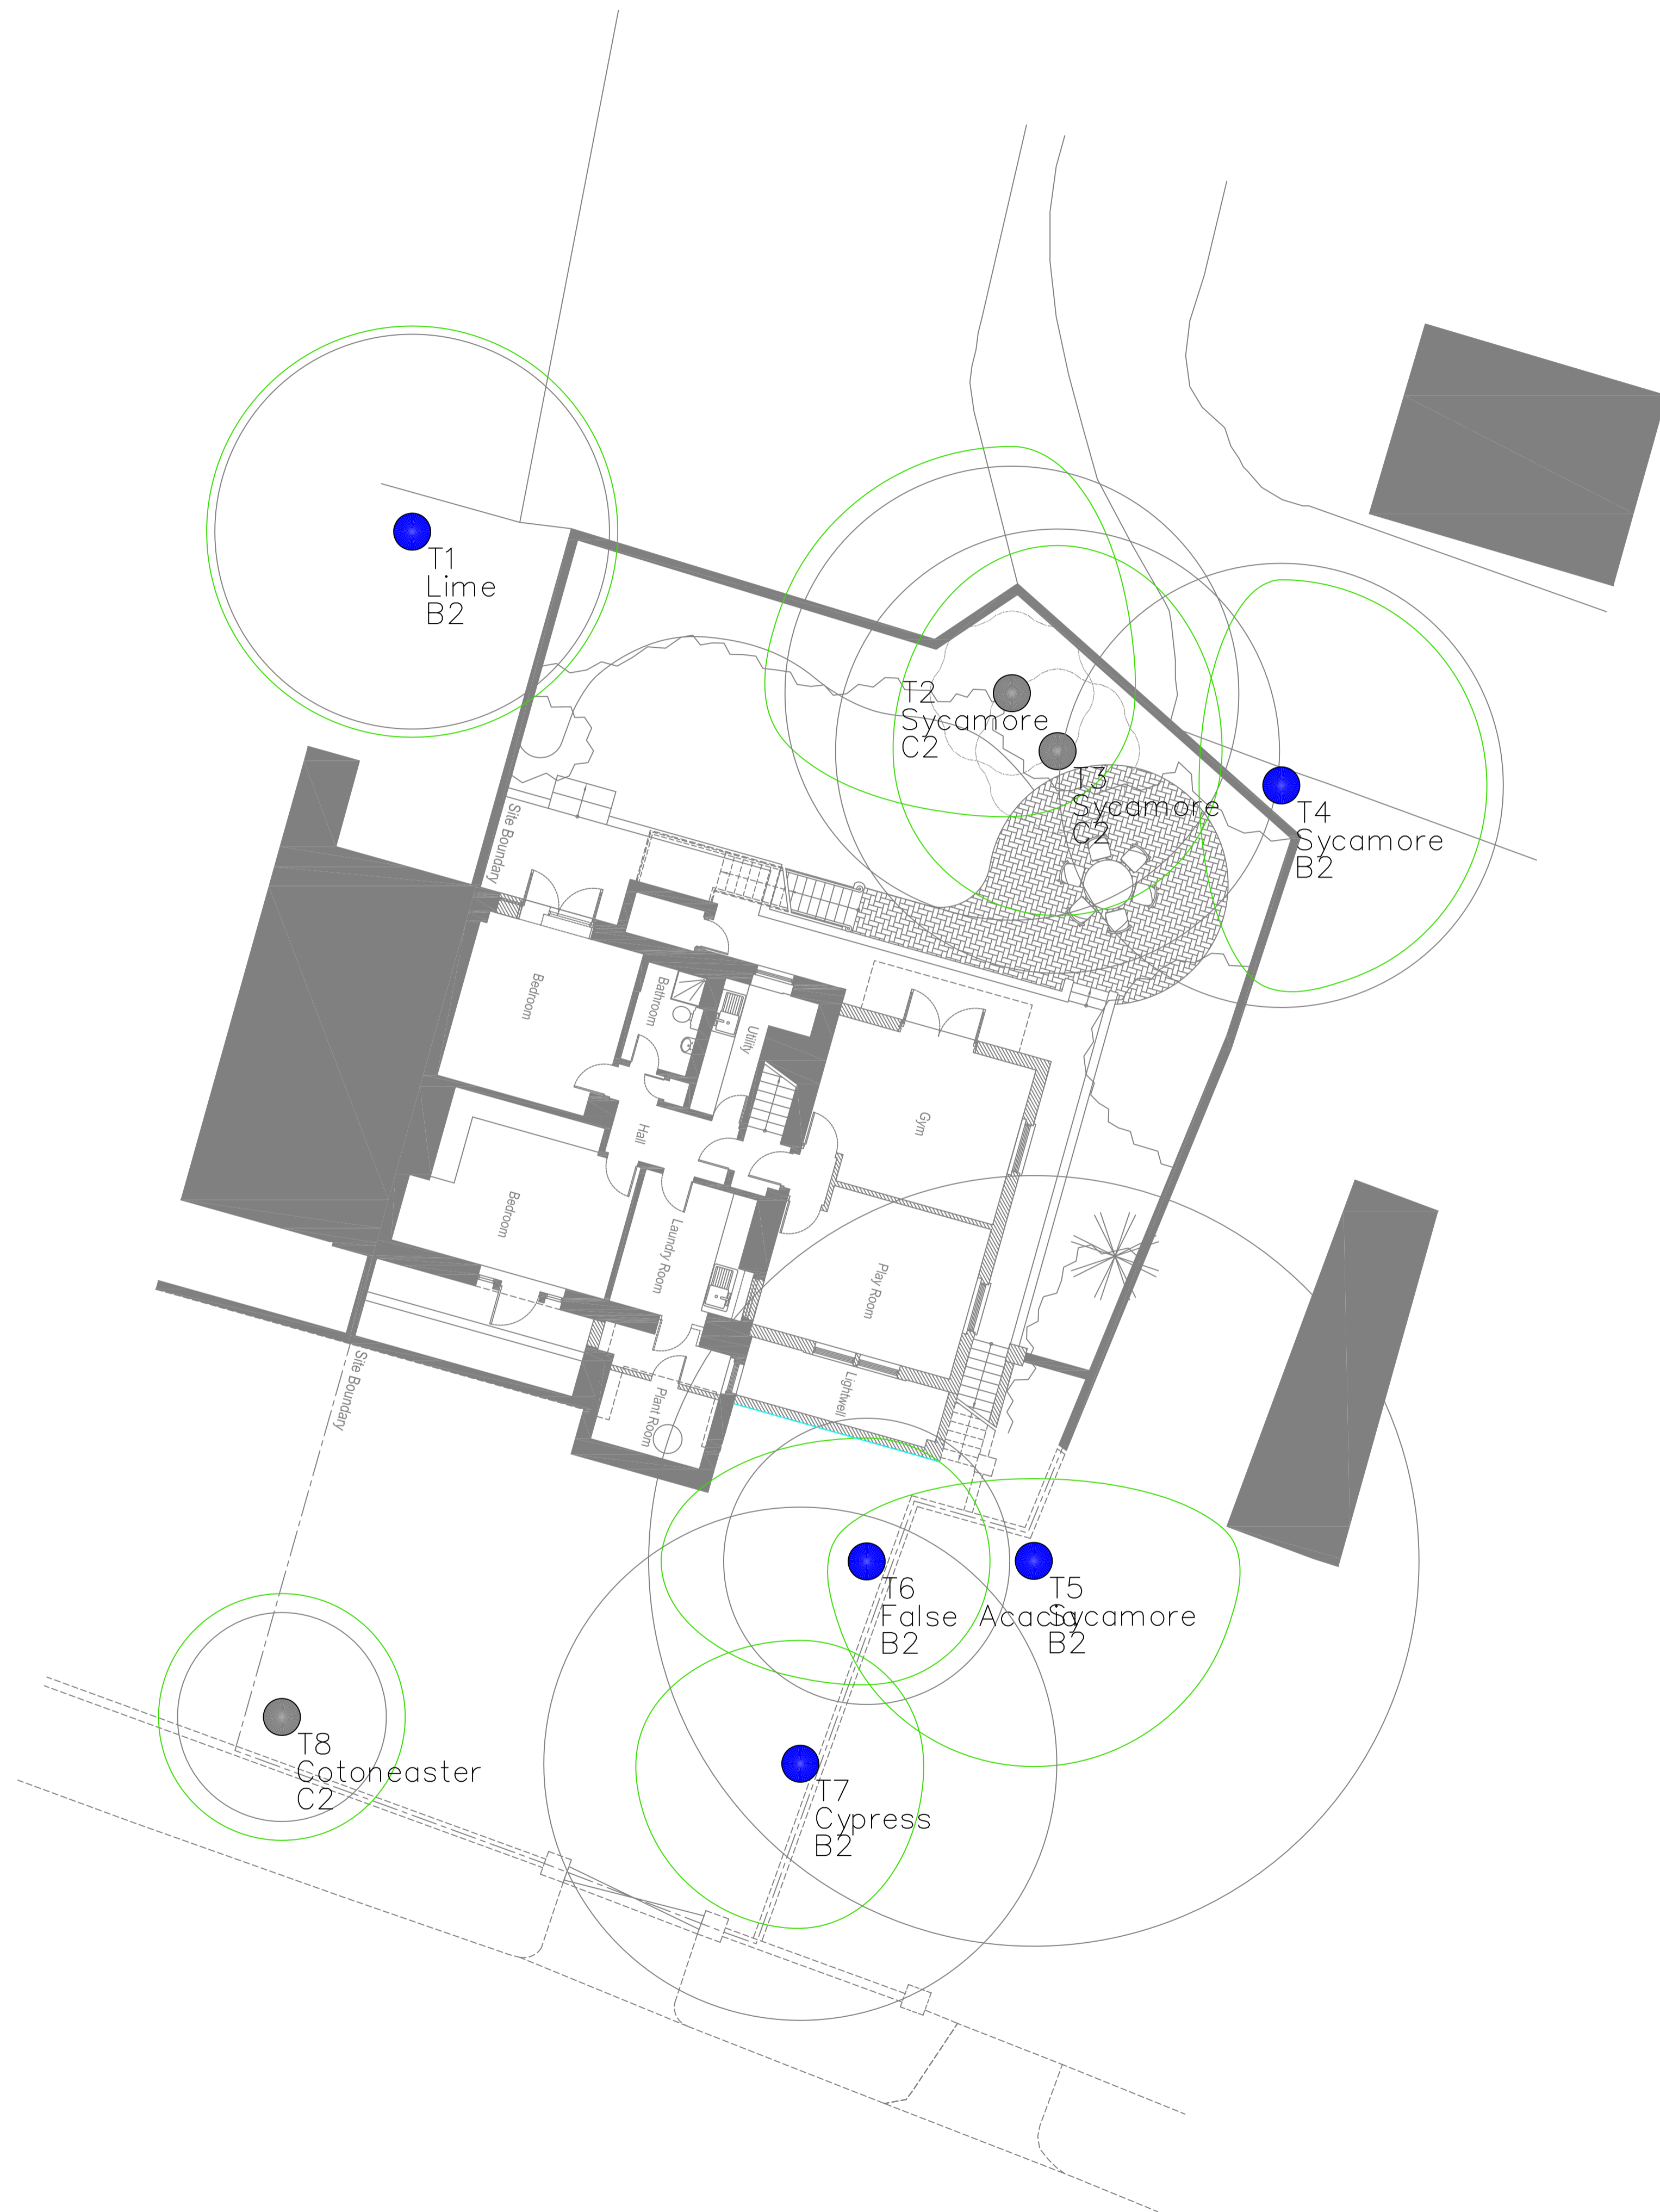 T1
Lime
B2
T2
Sycamore
C2
T3
Sycamore
C2
T4
Sycamore
B2
Site Boundary
Bedroom
Bathroom
Utility
Gym
Hall
Bedroom
Laundry Room
Play Room
Site Boundary
Plant Room
Lightwell
T6
False Acacia
B2
T5
Sycamore
B2
T8
Cotoneaster
C2
T7
Cypress
B2